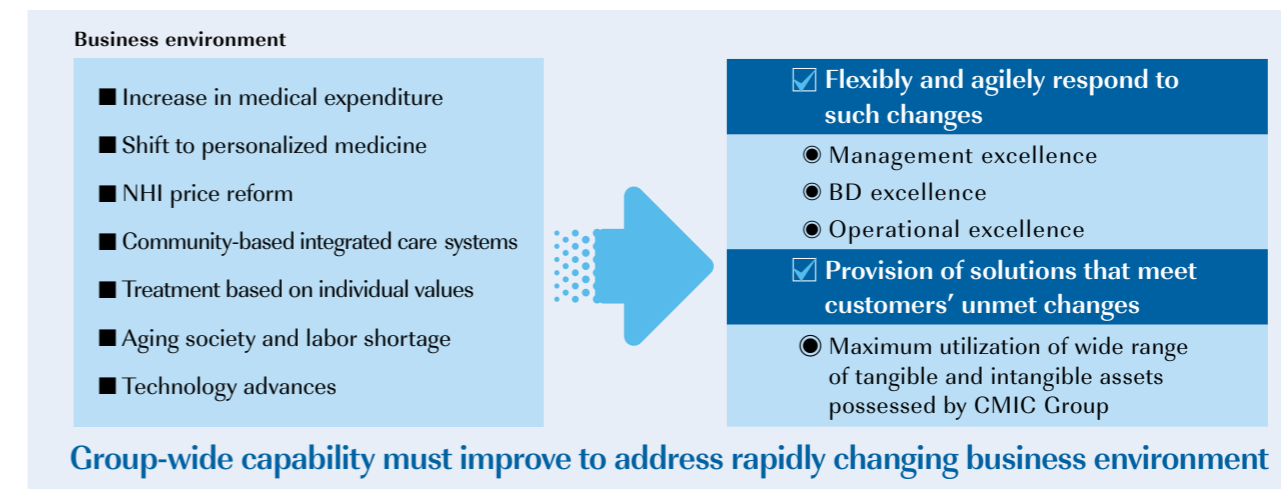 Business environment
■ Increase in medical expenditure
■ Shift to personalized medicine
■ NHI price reform
■ Community-based integrated care systems
■ Treatment based on individual values
■ Aging society and labor shortage
■ Technology advances
☑ Flexibly and agilely respond to
such changes
◉ Management excellence
◉ BD excellence
◉ Operational excellence
☑ Provision of solutions that meet
customers’ unmet changes
◉ Maximum utilization of wide range
of tangible and intangible assets
possessed by CMIC Group
Group-wide capability must improve to address rapidly changing business environment